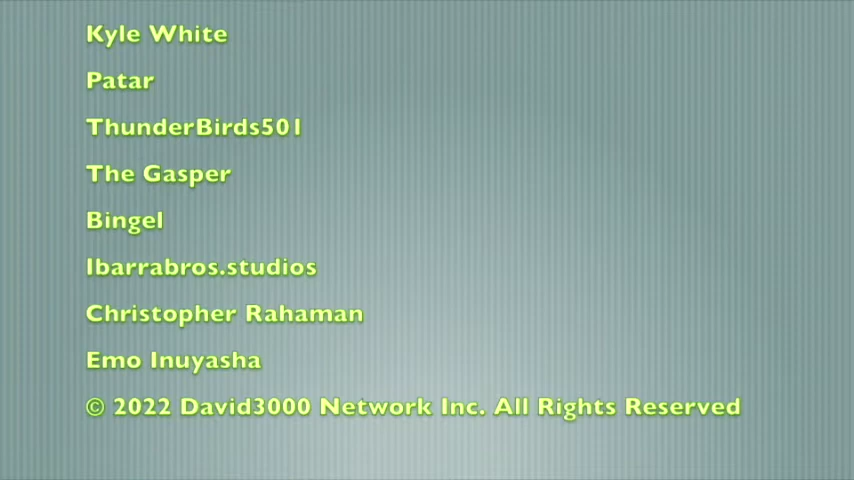 Kyle White
Patar
ThunderBirds501
The Gasper
Bingel
Ibarrabros.studios
Christopher Rahaman
Emo Inuyasha
© 2022 David3000 Network Inc. All Rights Reserved